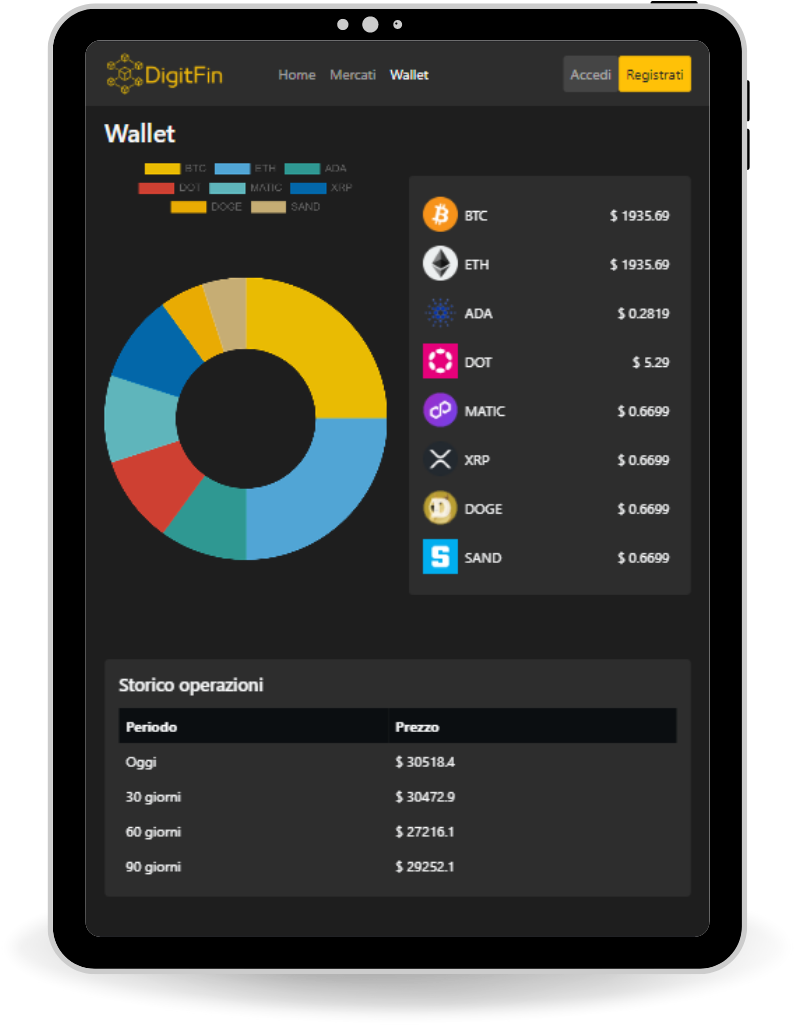 DigitFin Home Mercati Wallet Accedi Registrati
Wallet
BTC ETH ADA
DOT MATIC XRP
DOGE SAND
BTC $ 1935.69
ETH $ 1935.69
ADA $ 0.2819
DOT $ 5.29
MATIC $ 0.6699
XRP $ 0.6699
DOGE $ 0.6699
SAND $ 0.6699
Storico operazioni
Periodo Prezzo
Oggi $ 30518.4
30 giorni $ 30472.9
60 giorni $ 27216.1
90 giorni $ 29252.1